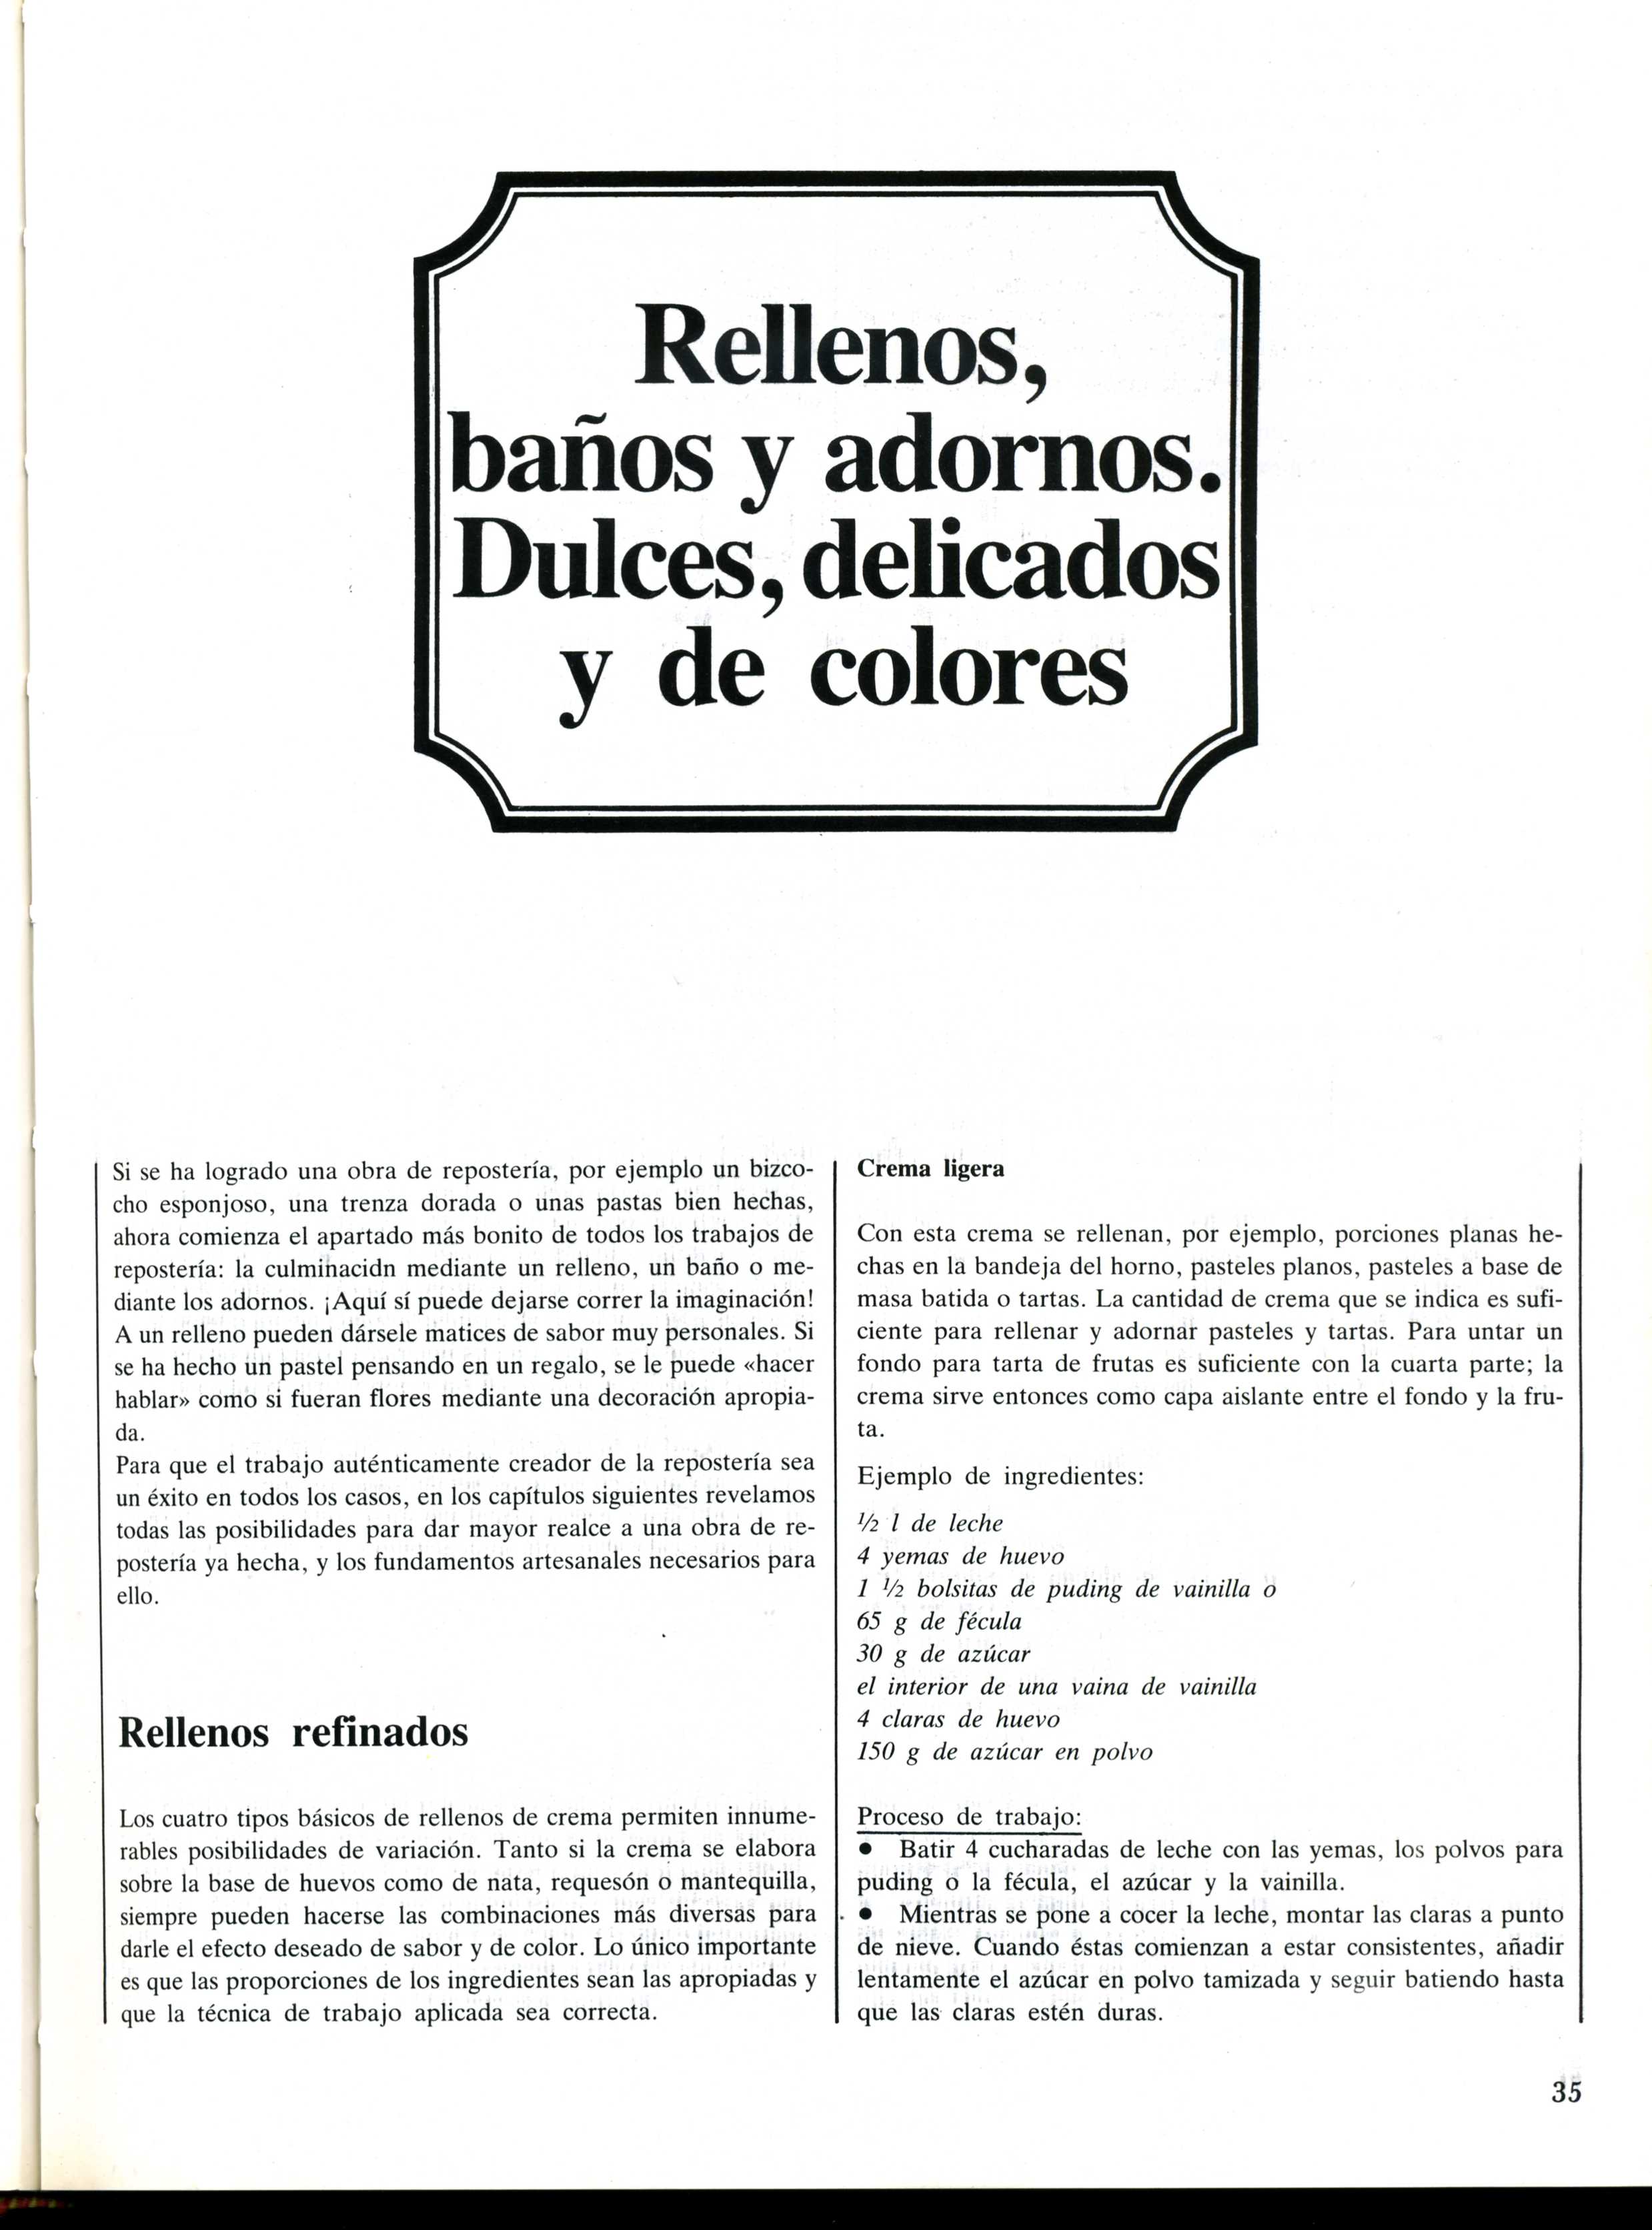 Rellenos,
baños y adornos.
Dulces, delicados
y de colores
Si se ha logrado una obra de repostería, por ejemplo un bizco-
cho esponjoso, una trenza dorada o unas pastas bien hechas,
ahora comienza el apartado más bonito de todos los trabajos de
repostería: la culminacidn mediante un relleno, un baño o me-
diante los adornos. ¡Aquí sí puede dejarse correr la imaginación!
A un relleno pueden dársele matices de sabor muy personales. Si
se ha hecho un pastel pensando en un regalo, se le puede «hacer
hablar» como si fueran flores mediante una decoración apropia-
da.
Para que el trabajo auténticamente creador de la repostería sea
un éxito en todos los casos, en los capítulos siguientes revelamos
todas las posibilidades para dar mayor realce a una obra de re-
postería ya hecha, y los fundamentos artesanales necesarios para
ello.
Rellenos refinados
Los cuatro tipos básicos de rellenos de crema permiten innume-
rables posibilidades de variación. Tanto si la crema se elabora
sobre la base de huevos como de nata, requesón o mantequilla,
siempre pueden hacerse las combinaciones más diversas para
darle el efecto deseado de sabor y de color. Lo único importante
es que las proporciones de los ingredientes sean las apropiadas y
que la técnica de trabajo aplicada sea correcta.
Crema ligera
Con esta crema se rellenan, por ejemplo, porciones planas he-
chas en la bandeja del horno, pasteles planos, pasteles a base de
masa batida o tartas. La cantidad de crema que se indica es sufi-
ciente para rellenar y adornar pasteles y tartas. Para untar un
fondo para tarta de frutas es suficiente con la cuarta parte; la
crema sirve entonces como capa aislante entre el fondo y la fru-
ta.
Ejemplo de ingredientes:
½ l de leche
4 yemas de huevo
1 ½ bolsitas de puding de vainilla o
65 g de fécula
30 g de azúcar
el interior de una vaina de vainilla
4 claras de huevo
150 g de azúcar en polvo
Proceso de trabajo:
● Batir 4 cucharadas de leche con las yemas, los polvos para
puding o la fécula, el azúcar y la vainilla.
● Mientras se pone a cocer la leche, montar las claras a punto
de nieve. Cuando éstas comienzan a estar consistentes, añadir
lentamente el azúcar en polvo tamizada y seguir batiendo hasta
que las claras estén duras.
35